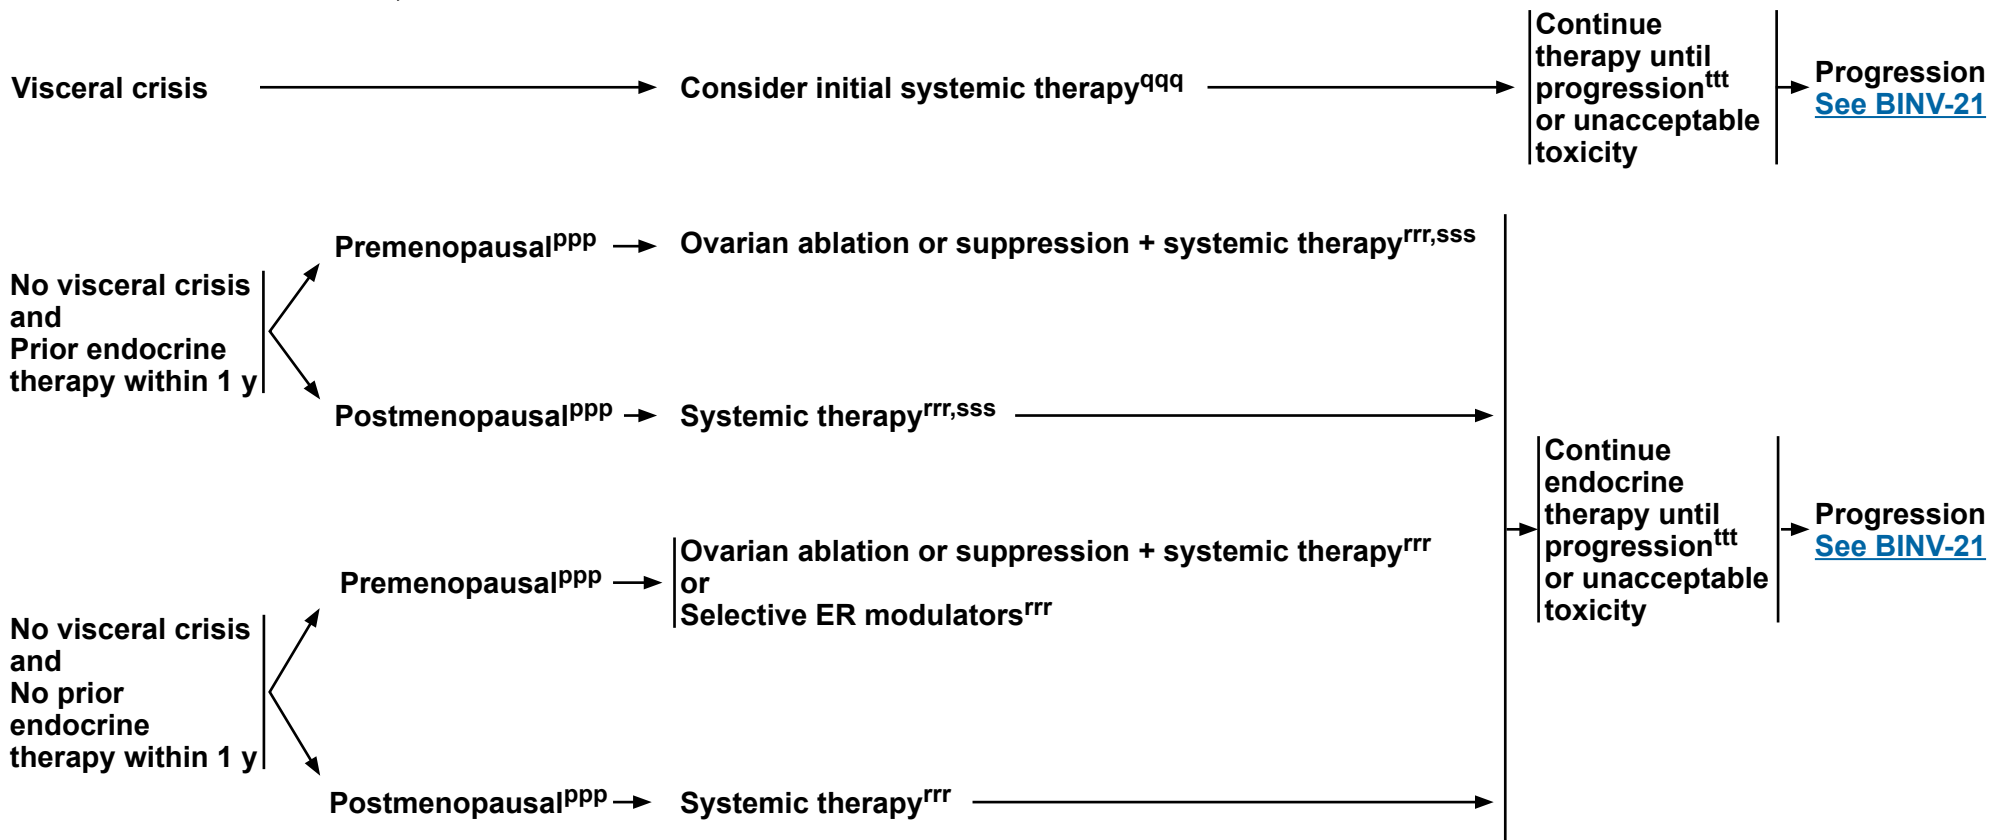 Visceral crisis
Consider initial systemic therapyqqq
Continue
therapy until
progressionttt
or unacceptable
toxicity
Progression
See BINV-21
No visceral crisis
and
Prior endocrine
therapy within 1 y
Premenopausalppp
Ovarian ablation or suppression + systemic therapyrrr,sss
Postmenopausalppp
Systemic therapyrrr,sss
No visceral crisis
and
No prior
endocrine
therapy within 1 y
Premenopausalppp
Ovarian ablation or suppression + systemic therapyrrr
or
Selective ER modulatorsrrr
Postmenopausalppp
Systemic therapyrrr
Continue
endocrine
therapy until
progressionttt
or unacceptable
toxicity
Progression
See BINV-21